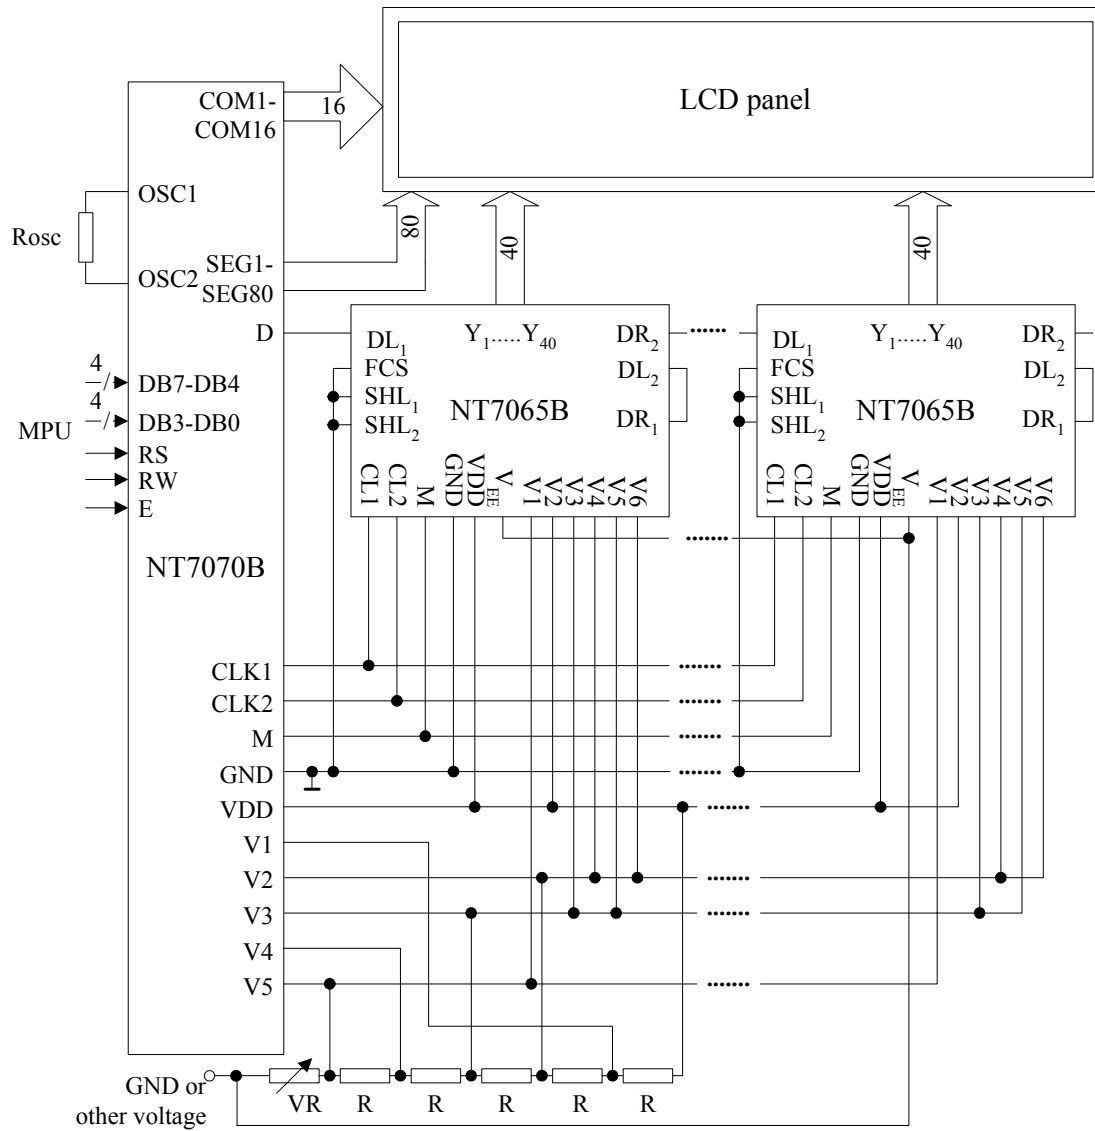 LCD panel
COM1-
COM16
16
OSC1
Rosc
OSC2
SEG1-
SEG80
80
40
40
D
DL1
Y1.....Y40
DR2
FCS
DL2
SHL1
NT7065B
SHL2
DR1
CL1
CL2
M
GND
VDD
VEE
V1
V2
V3
V4
V5
V6
DL1
Y1.....Y40
DR2
FCS
DL2
SHL1
NT7065B
SHL2
DR1
CL1
CL2
M
GND
VDD
VEE
V1
V2
V3
V4
V5
V6
4
DB7-DB4
4
MPU
DB3-DB0
RS
RW
E
NT7070B
CLK1
CLK2
M
GND
VDD
V1
V2
V3
V4
V5
GND or
other voltage
VR
R
R
R
R
R